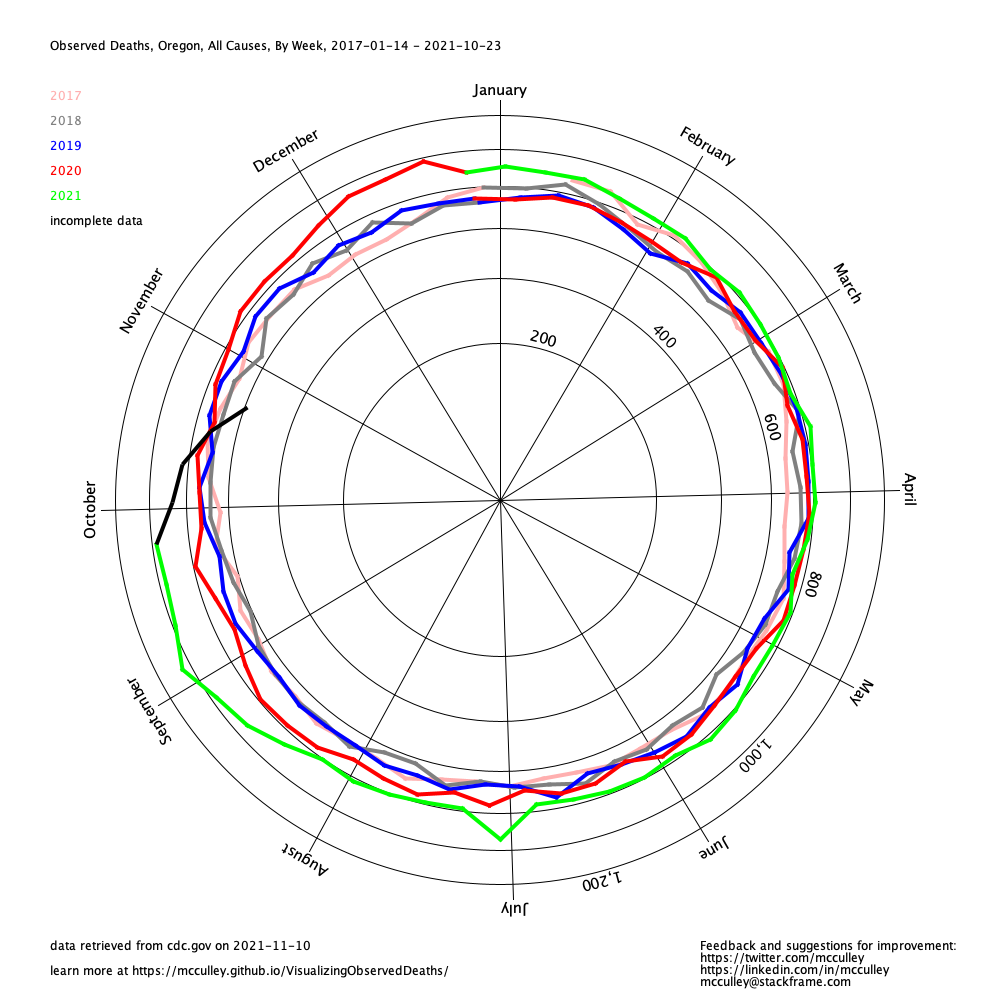 Observed Deaths, Oregon, All Causes, By Week, 2017-01-14 - 2021-10-23
2017
2018
2019
2020
2021
incomplete data
January
February
March
April
May
June
July
August
September
October
November
December
200
400
600
800
1,000
1,200
data retrieved from cdc.gov on 2021-11-10
learn more at https://mcculley.github.io/VisualizingObservedDeaths/
Feedback and suggestions for improvement:
https://twitter.com/mcculley
https://linkedin.com/in/mcculley
mcculley@stackframe.com